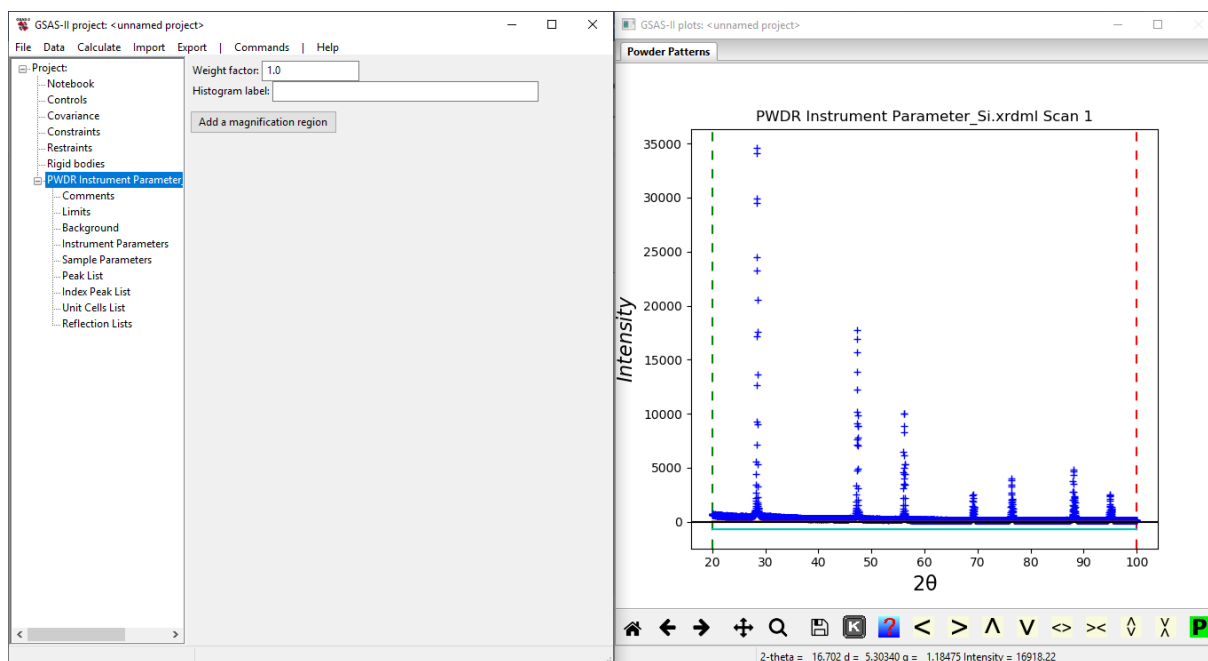 GSAS-II project: <unnamed project>
File Data Calculate Import Export | Commands | Help
Project:
Notebook
Controls
Covariance
Constraints
Restraints
Rigid bodies
PWDR Instrument Parameter_
Comments
Limits
Background
Instrument Parameters
Sample Parameters
Peak List
Index Peak List
Unit Cells List
Reflection Lists
Weight factor: 1.0
Histogram label:
Add a magnification region
GSAS-II plots: <unnamed project>
Powder Patterns
PWDR Instrument Parameter_Si.xrdml Scan 1
35000
30000
25000
20000
15000
10000
5000
0
Intensity
20 30 40 50 60 70 80 90 100
2θ
K ? < > Λ V <> >< P
2-theta = 16.702 d = 5.30340 q = 1.18475 Intensity = 16918.22